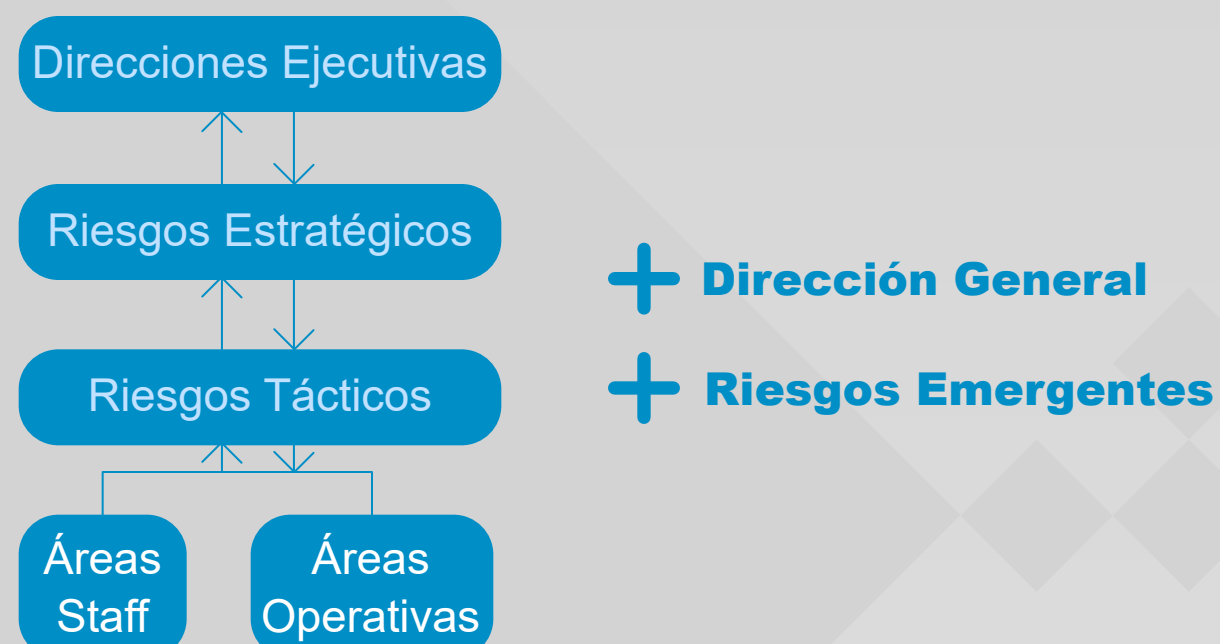 Direcciones Ejecutivas
Riesgos Estratégicos
Riesgos Tácticos
Áreas
Staff
Áreas
Operativas
Dirección General
Riesgos Emergentes